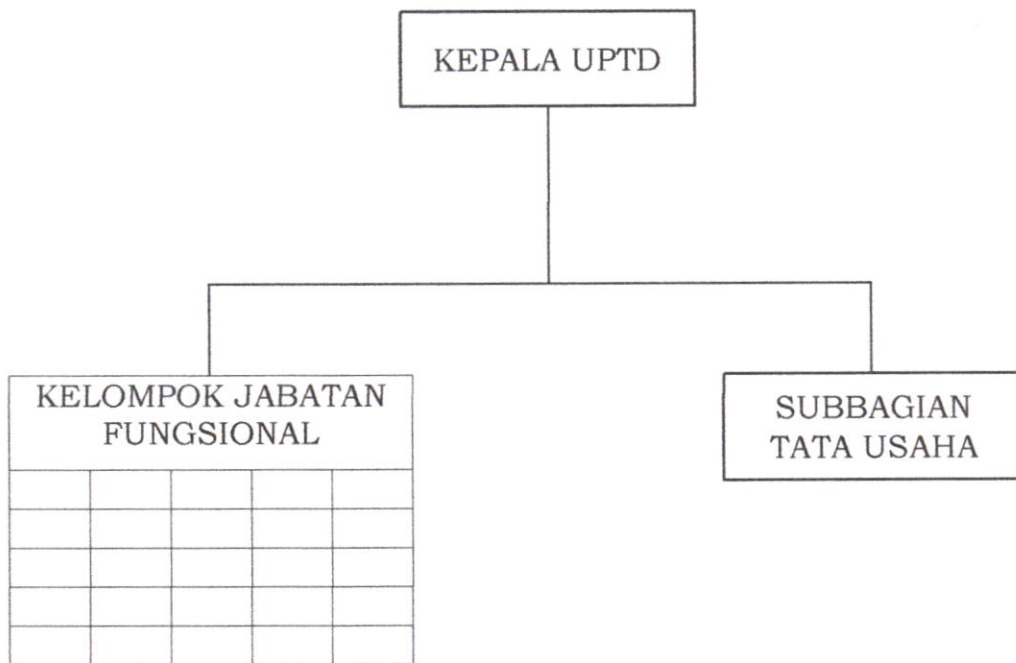 KEPALA UPTD
KELOMPOK JABATAN
FUNGSIONAL
SUBBAGIAN
TATA USAHA